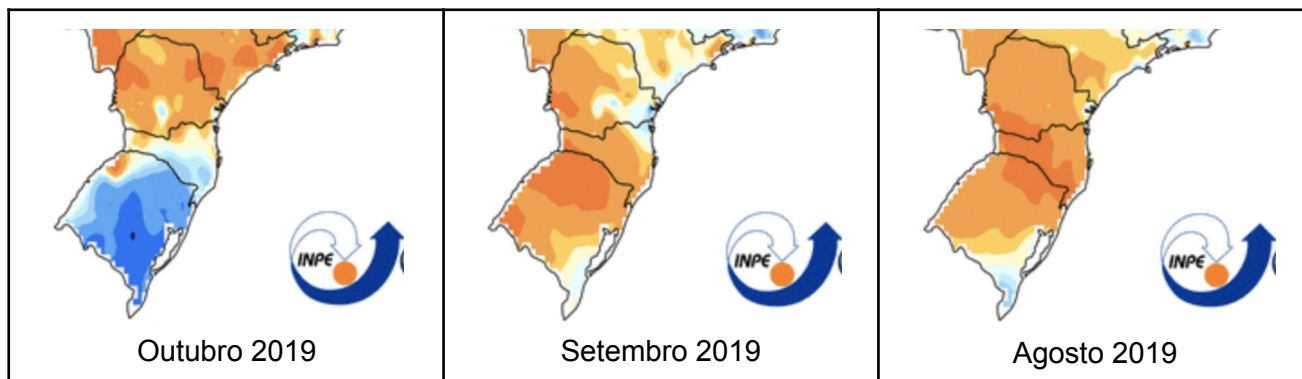 INPE
INPE
INPE
Outubro 2019
Setembro 2019
Agosto 2019